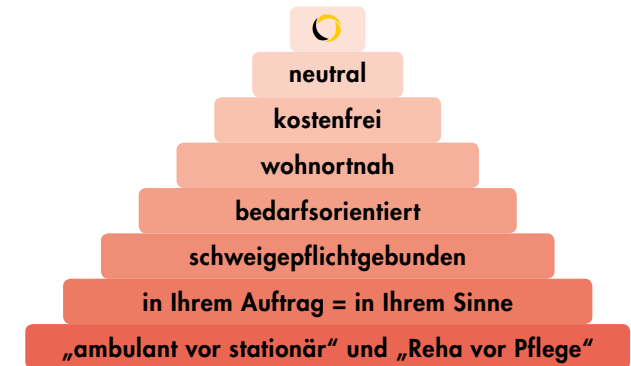 neutral
kostenfrei
wohnortnah
bedarfsorientiert
schweigepflichtgebunden
in Ihrem Auftrag = in Ihrem Sinne
„ambulant vor stationär“ und „Reha vor Pflege“